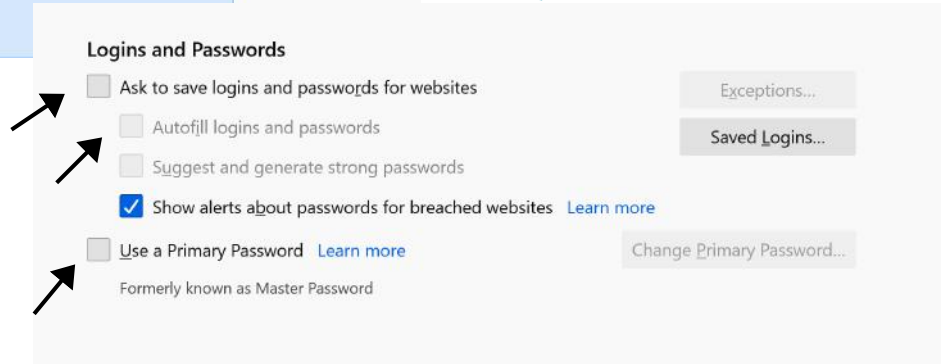 Logins and Passwords
Ask to save logins and passwords for websites
Exceptions...
Autofill logins and passwords
Saved Logins...
Suggest and generate strong passwords
Show alerts about passwords for breached websites Learn more
Use a Primary Password Learn more
Change Primary Password...
Formerly known as Master Password